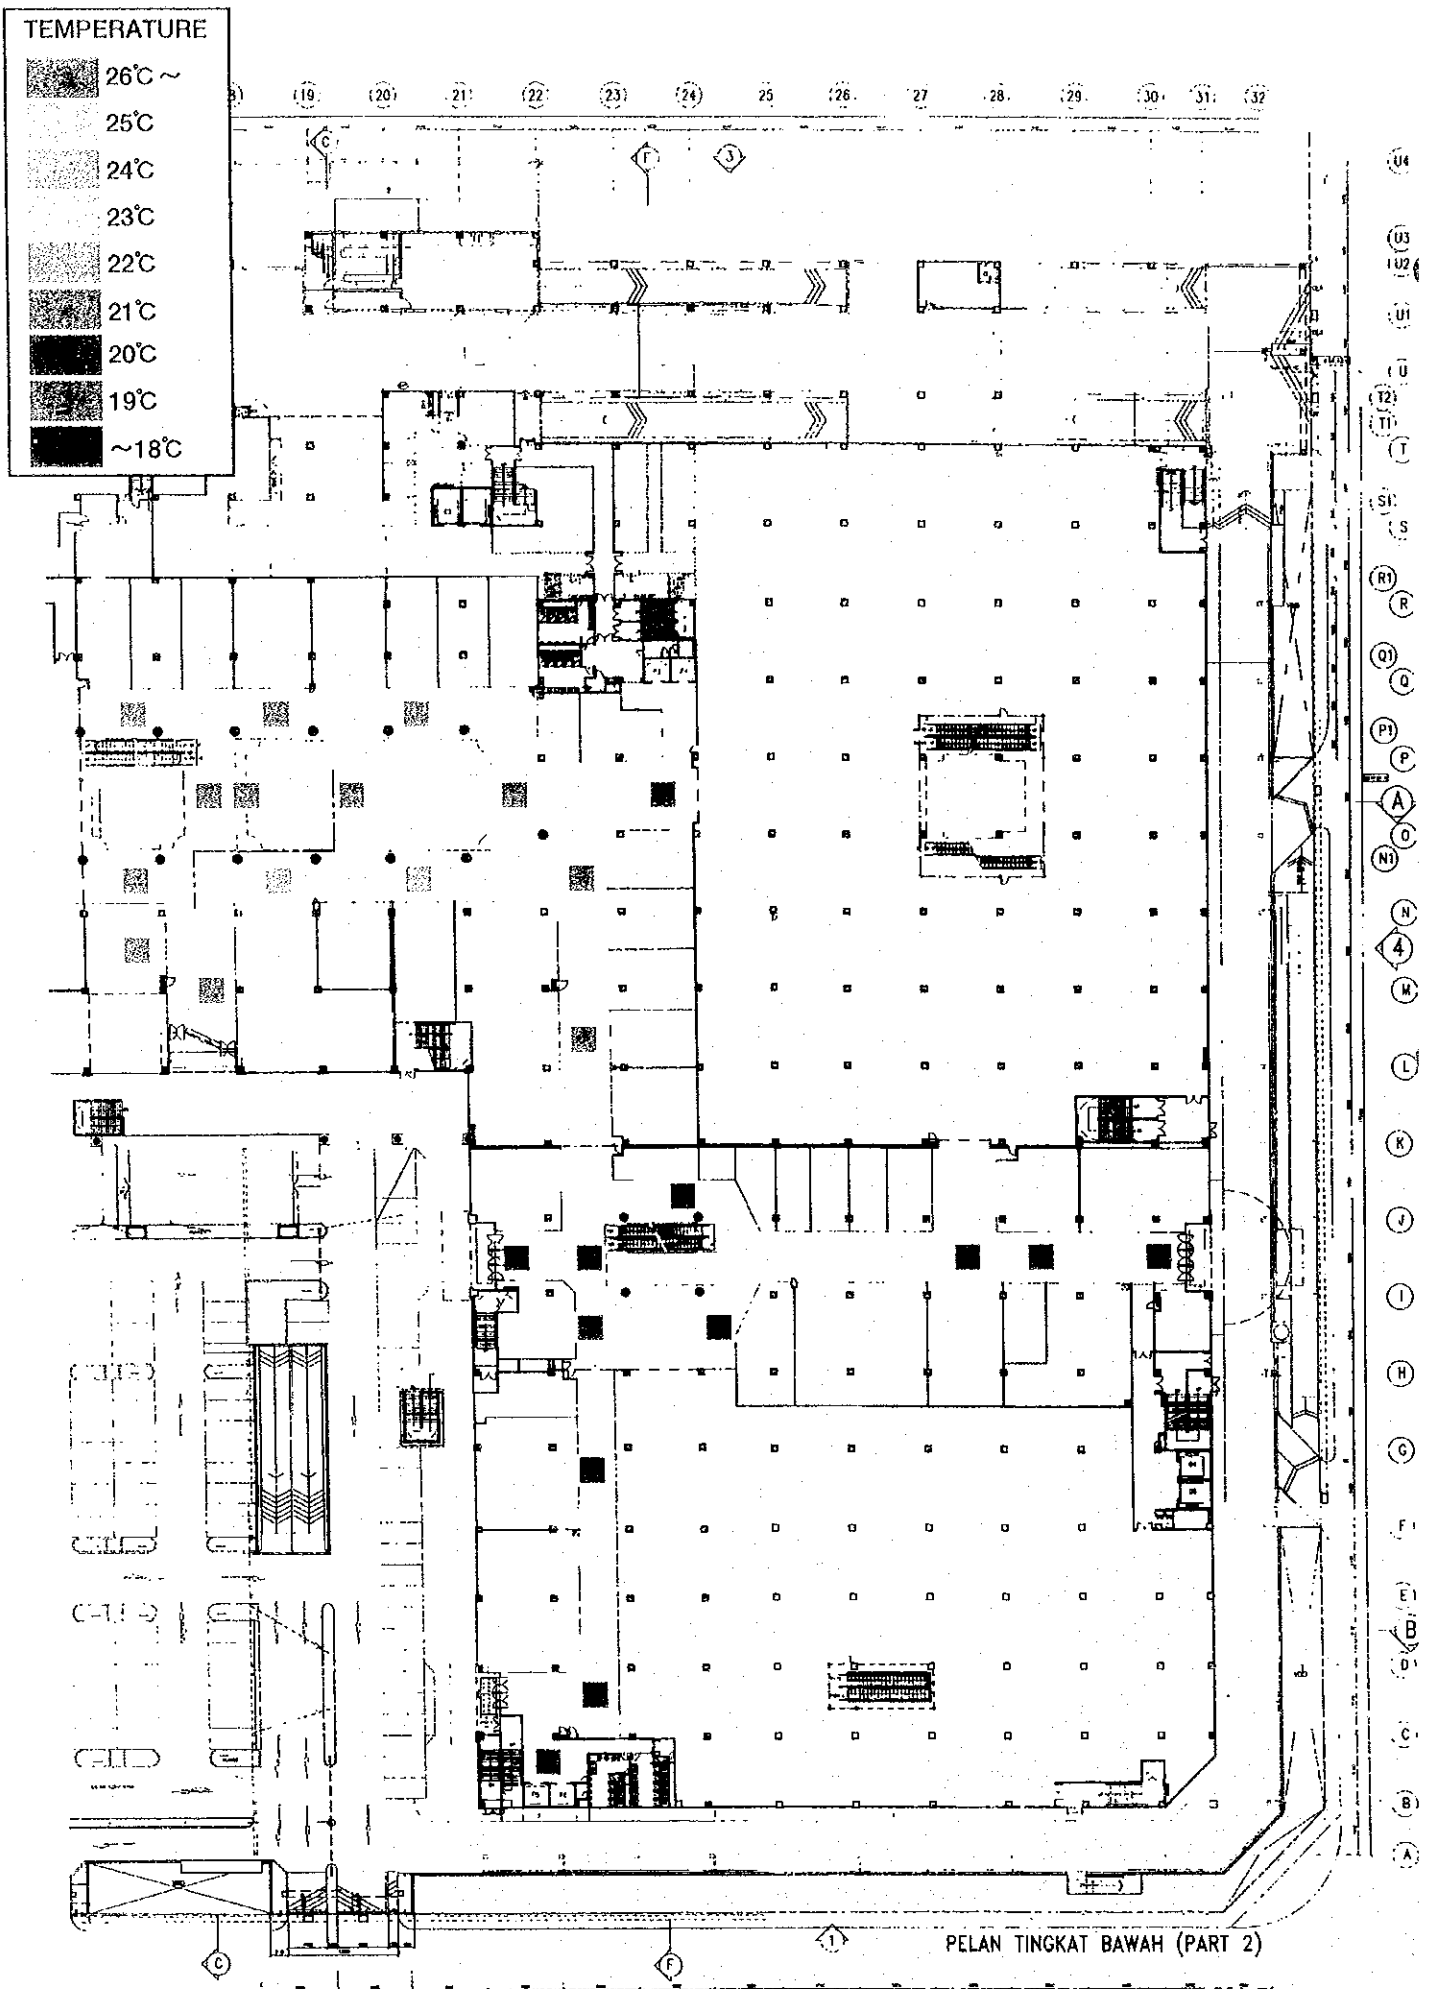 TEMPERATURE
26°C ~
25°C
24°C
23°C
22°C
21°C
20°C
19°C
~18°C
(19)
(20)
21
(22)
(23)
(24)
25
26
27
28
29
30
31
32
C
F
3
U4
U3
U2
U1
U
T2
T1
T
S1
S
R1
R
Q1
Q
P1
P
A
O
N1
N
4
M
L
K
J
I
H
G
F
E
B
D
C
B
A
1
PELAN TINGKAT BAWAH (PART 2)
C
F